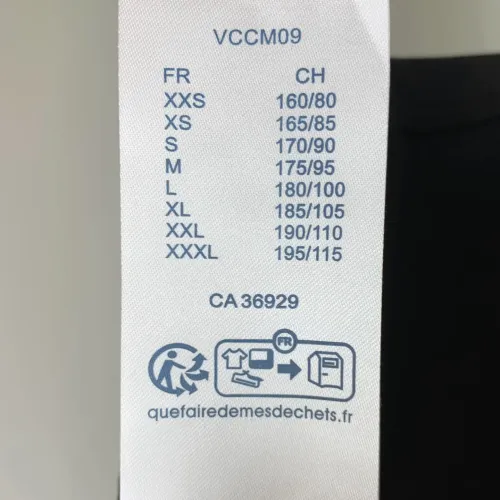 VCCM09
FR CH
XXS 160/80
XS 165/85
S 170/90
M 175/95
L 180/100
XL 185/105
XXL 190/110
XXXL 195/115
CA 36929
FR
quefairedemesdechets.fr